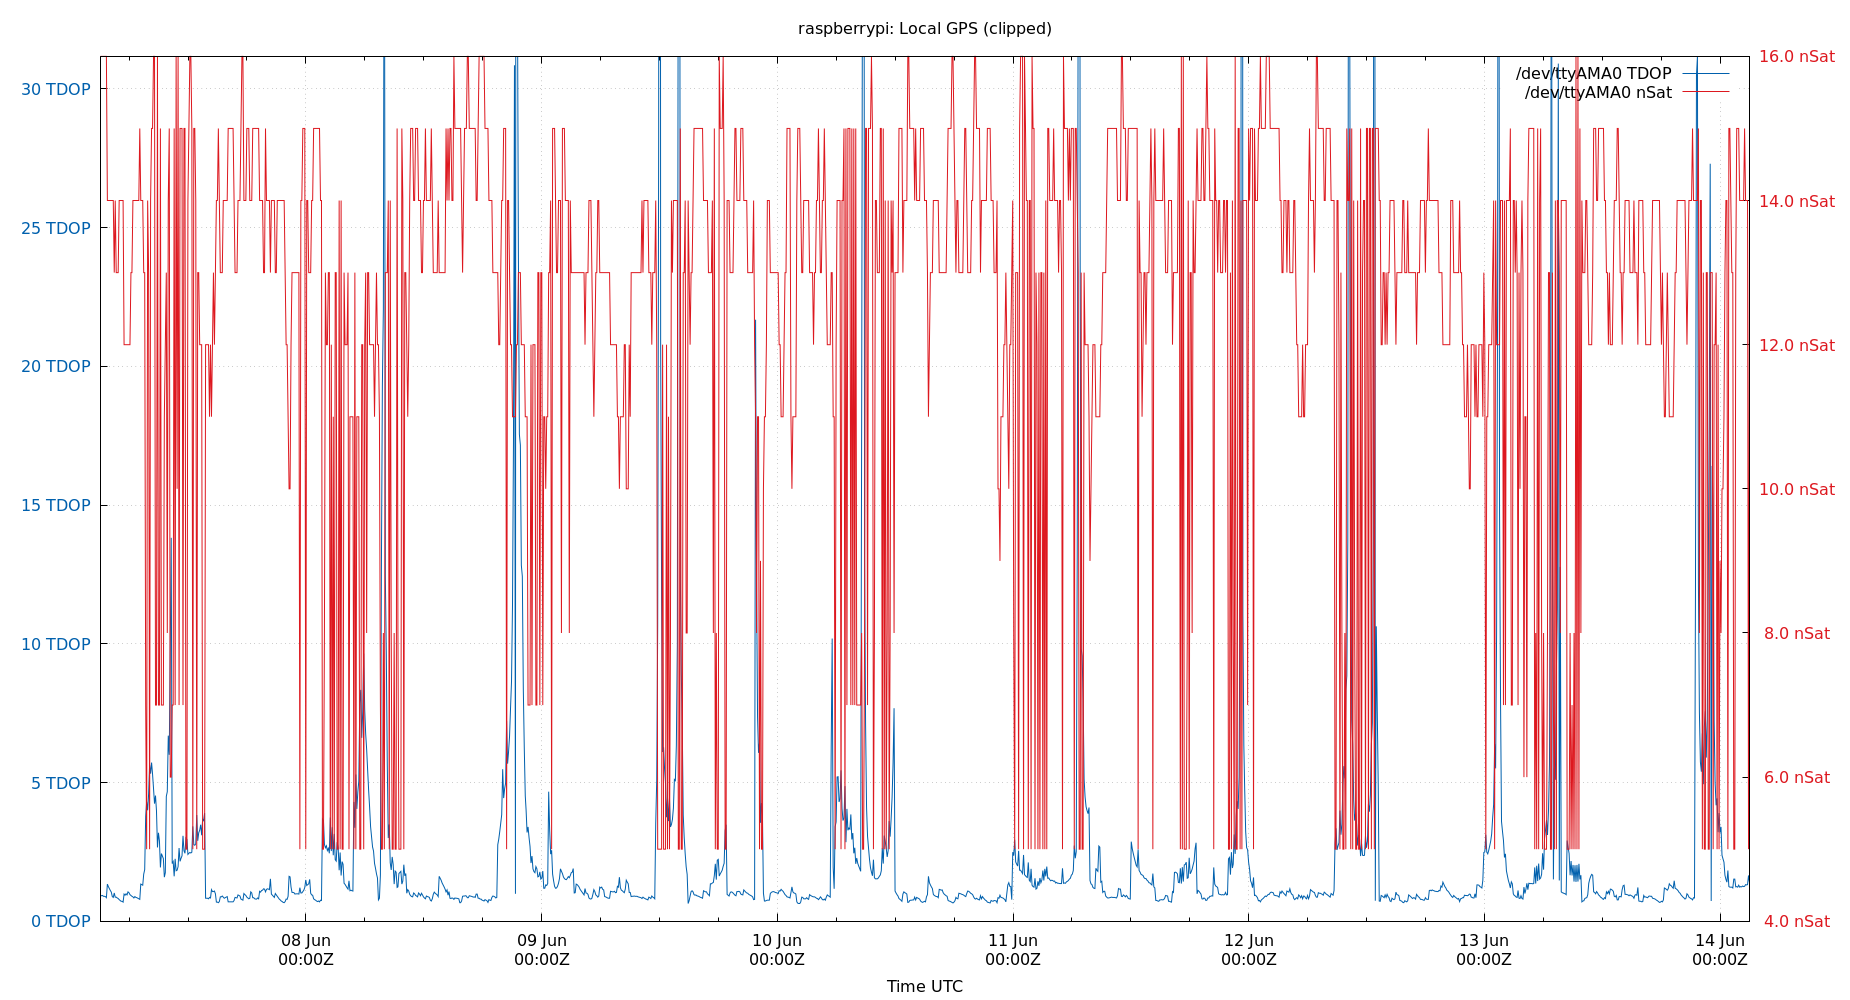 raspberrypi: Local GPS (clipped)
/dev/ttyAMA0 TDOP
/dev/ttyAMA0 nSat
30 TDOP
25 TDOP
20 TDOP
15 TDOP
10 TDOP
5 TDOP
0 TDOP
16.0 nSat
14.0 nSat
12.0 nSat
10.0 nSat
8.0 nSat
6.0 nSat
4.0 nSat
08 Jun
00:00Z
09 Jun
00:00Z
10 Jun
00:00Z
11 Jun
00:00Z
12 Jun
00:00Z
13 Jun
00:00Z
14 Jun
00:00Z
Time UTC